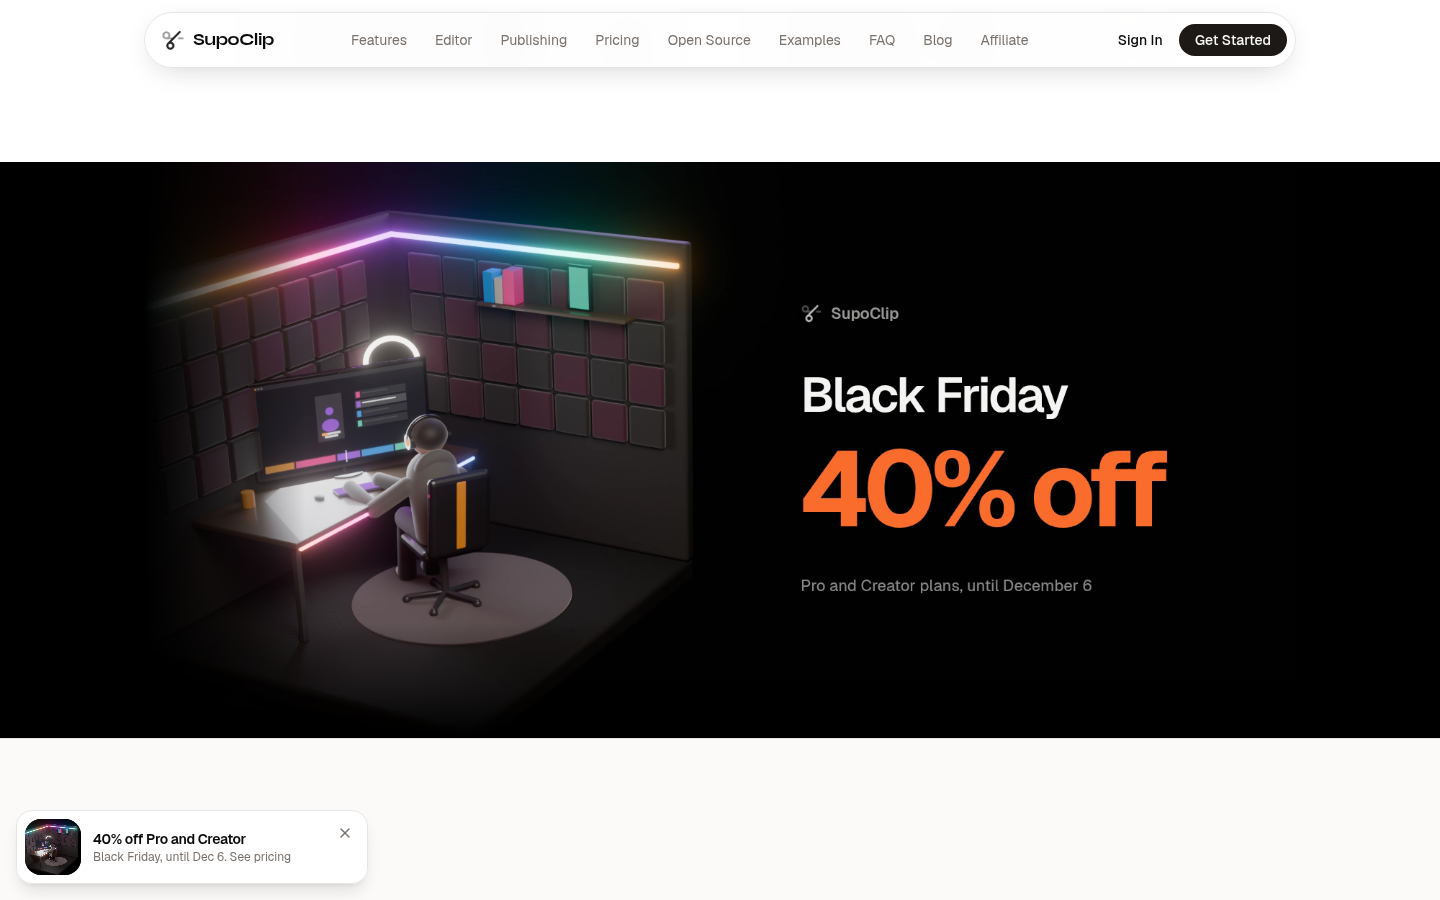 SupoClip
Features
Editor
Publishing
Pricing
Open Source
Examples
FAQ
Blog
Affiliate
Sign In
Get Started
SupoClip
Black Friday
40% off
Pro and Creator plans, until December 6
40% off Pro and Creator
Black Friday, until Dec 6. See pricing